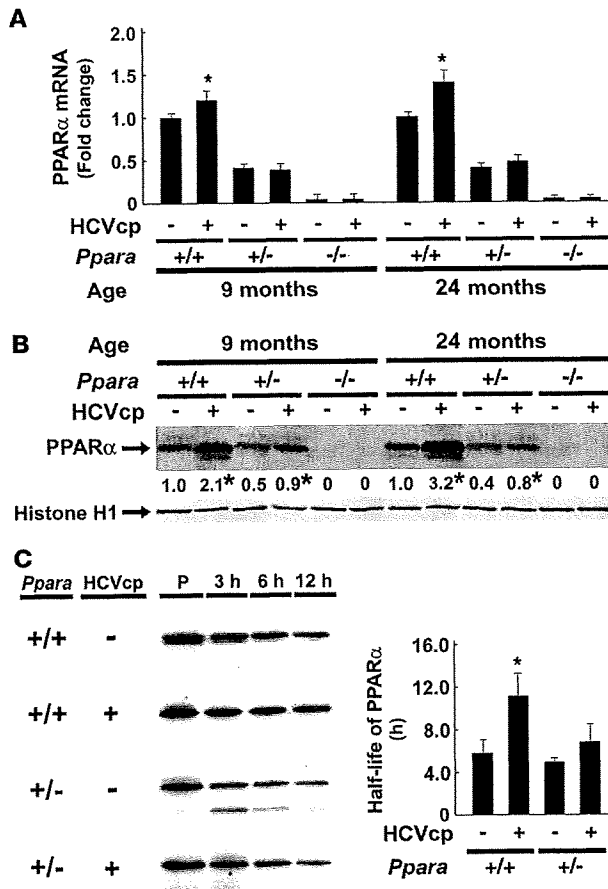 A
PPARα mRNA
(Fold change)
2.0
1.5
1.0
0.5
0
*
*
HCVcp - + - + - + - + - + - +
Ppara +/+ +/- -/- +/+ +/- -/-
Age 9 months 24 months
B
Age 9 months 24 months
Ppara +/+ +/- -/- +/+ +/- -/-
HCVcp - + - + - + - + - + - +
PPARα
1.0 2.1* 0.5 0.9* 0 0 1.0 3.2* 0.4 0.8* 0 0
Histone H1
C
Ppara HCVcp P 3 h 6 h 12 h
+/+ -
+/+ +
+/- -
+/- +
Half-life of PPARα
(h)
16.0
12.0
8.0
4.0
0
*
HCVcp - + - +
Ppara +/+ +/-